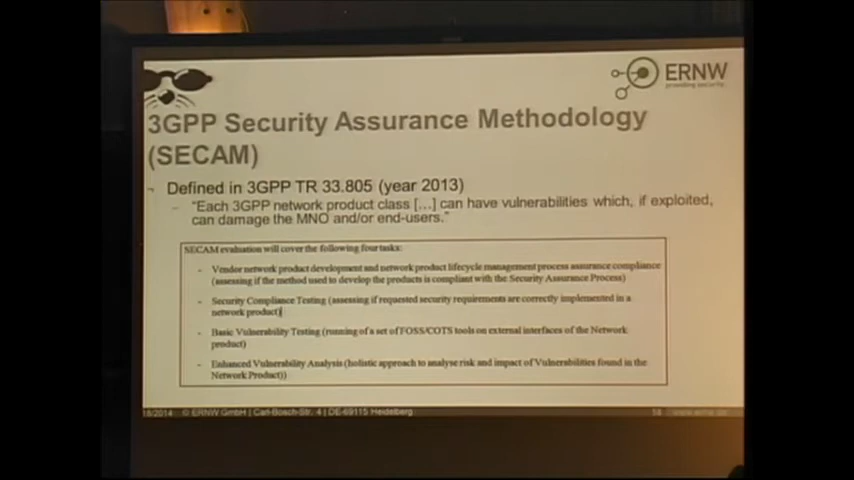 ERNW
providing security.
3GPP Security Assurance Methodology
(SECAM)
Defined in 3GPP TR 33.805 (year 2013)
"Each 3GPP network product class [...] can have vulnerabilities which, if exploited,
can damage the MNO and/or end-users."
SECAM evaluation will cover the following four tasks:
- Vendor network product development and network product lifecycle management process assurance compliance
(assessing if the method used to develop the products is compliant with the Security Assurance Process)
- Security Compliance Testing (assessing if requested security requirements are correctly implemented in a
network product)
- Basic Vulnerability Testing (running of a set of FOSS/COTS tools on external interfaces of the Network
product)
- Enhanced Vulnerability Analysis (holistic approach to analyse risk and impact of Vulnerabilities found in the
Network Product))
18/2014 © ERNW GmbH | Carl-Bosch-Str. 4 | DE-69115 Heidelberg